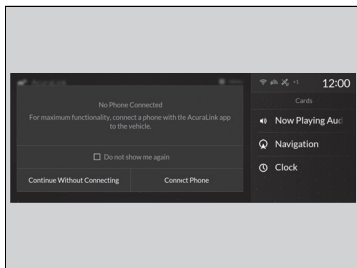 AcuraLink
12:00
No Phone Connected
For maximum functionality, connect a phone with the AcuraLink app
to the vehicle.
Do not show me again
Continue Without Connecting
Connect Phone
Cards
Now Playing Aud
Navigation
Clock